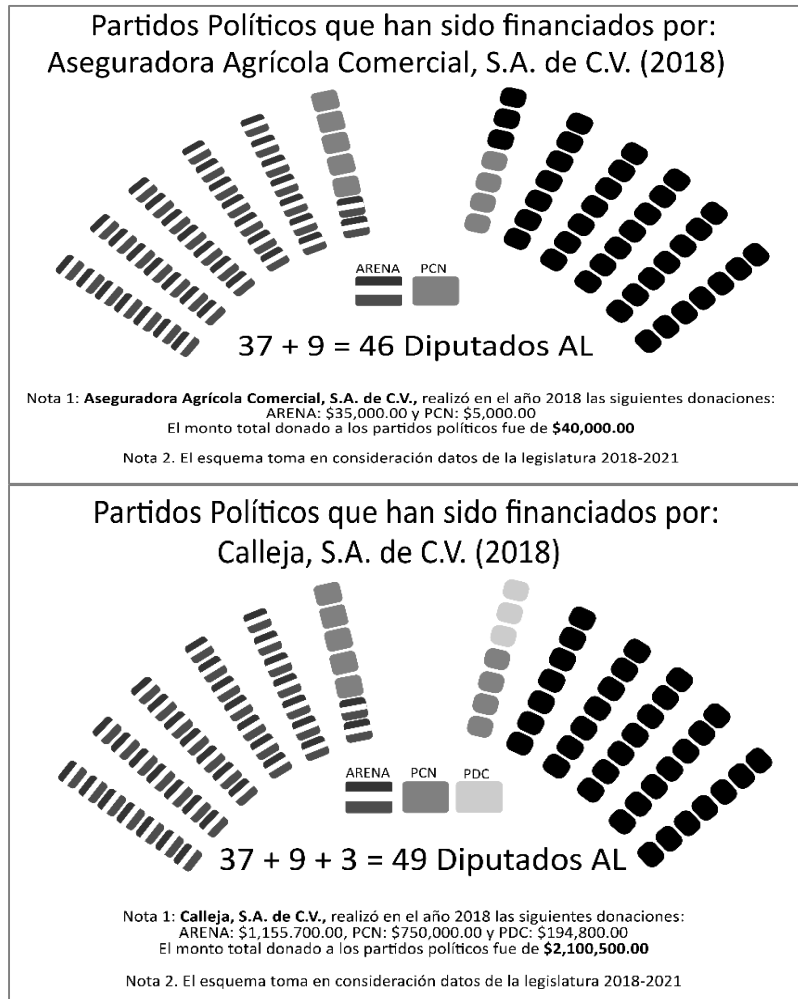 Partidos Políticos que han sido financiados por:
Aseguradora Agrícola Comercial, S.A. de C.V. (2018)
ARENA PCN
37 + 9 = 46 Diputados AL
Nota 1: Aseguradora Agrícola Comercial, S.A. de C.V., realizó en el año 2018 las siguientes donaciones:
ARENA: $35,000.00 y PCN: $5,000.00
El monto total donado a los partidos políticos fue de $40,000.00
Nota 2. El esquema toma en consideración datos de la legislatura 2018-2021
Partidos Políticos que han sido financiados por:
Calleja, S.A. de C.V. (2018)
ARENA PCN PDC
37 + 9 + 3 = 49 Diputados AL
Nota 1: Calleja, S.A. de C.V., realizó en el año 2018 las siguientes donaciones:
ARENA: $1,155.700.00, PCN: $750,000.00 y PDC: $194,800.00
El monto total donado a los partidos políticos fue de $2,100,500.00
Nota 2. El esquema toma en consideración datos de la legislatura 2018-2021